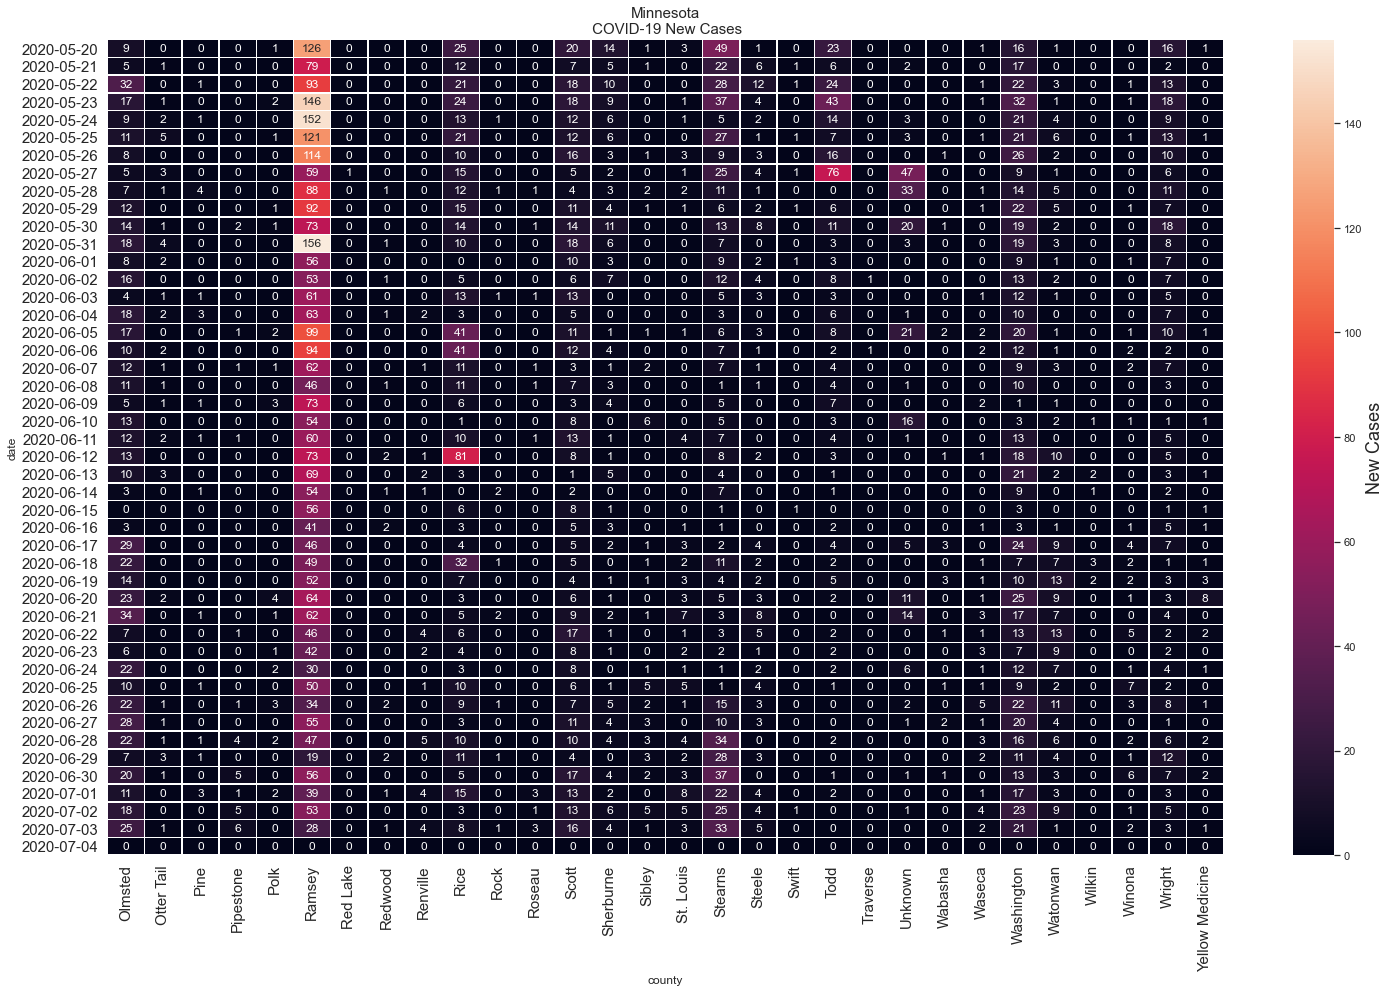 Minnesota
COVID-19 New Cases
2020-05-20 9 0 0 0 1 126 0 0 0 25 0 0 20 14 1 3 49 1 0 23 0 0 0 1 16 1 0 0 16 1
2020-05-21 5 1 0 0 0 79 0 0 0 12 0 0 7 5 1 0 22 6 1 6 0 2 0 0 17 0 0 0 2 0
2020-05-22 32 0 1 0 0 93 0 0 0 21 0 0 18 10 0 0 28 12 1 24 0 0 0 1 22 3 0 1 13 0
2020-05-23 17 1 0 0 2 146 0 0 0 24 0 0 18 9 0 1 37 4 0 43 0 0 0 1 32 1 0 1 18 0
2020-05-24 9 2 1 0 0 152 0 0 0 13 1 0 12 6 0 1 5 2 0 14 0 3 0 0 21 4 0 0 9 0
2020-05-25 11 5 0 0 1 121 0 0 0 21 0 0 12 6 0 0 27 1 1 7 0 3 0 1 21 6 0 1 13 1
2020-05-26 8 0 0 0 0 114 0 0 0 10 0 0 16 3 1 3 9 3 0 16 0 0 1 0 26 2 0 0 10 0
2020-05-27 5 3 0 0 0 59 1 0 0 15 0 0 5 2 0 1 25 4 1 76 0 47 0 0 9 1 0 0 6 0
2020-05-28 7 1 4 0 0 88 0 1 0 12 1 1 4 3 2 2 11 1 0 0 0 33 0 1 14 5 0 0 11 0
2020-05-29 12 0 0 0 1 92 0 0 0 15 0 0 11 4 1 1 6 2 1 6 0 0 0 0 22 5 0 1 7 0
2020-05-30 14 1 0 2 1 73 0 0 0 14 0 1 14 11 0 0 13 8 0 11 0 20 1 0 19 2 0 0 18 0
2020-05-31 18 4 0 0 0 156 0 1 0 10 0 0 18 6 0 0 7 0 0 3 0 3 0 0 19 3 0 0 8 0
2020-06-01 8 2 0 0 0 56 0 0 0 0 0 0 10 3 0 0 9 2 1 3 0 0 0 0 9 1 0 1 7 0
2020-06-02 16 0 0 0 0 53 0 1 0 5 0 0 6 7 0 0 12 4 0 8 1 0 0 0 13 2 0 0 7 0
2020-06-03 4 1 1 0 0 61 0 0 0 13 1 1 13 0 0 0 5 3 0 3 0 0 0 1 12 1 0 0 5 0
2020-06-04 18 2 3 0 0 63 0 1 2 3 0 0 5 0 0 0 3 0 0 6 0 1 0 0 10 0 0 0 7 0
2020-06-05 17 0 0 1 2 99 0 0 0 41 0 0 11 1 1 1 6 3 0 8 0 21 2 2 20 1 0 1 10 1
2020-06-06 10 2 0 0 0 94 0 0 0 41 0 0 12 4 0 0 7 1 0 2 1 0 0 2 12 1 0 2 2 0
2020-06-07 12 1 0 1 1 62 0 0 1 11 0 1 3 1 2 0 7 1 0 4 0 0 0 0 9 3 0 2 7 0
2020-06-08 11 1 0 0 0 46 0 1 0 11 0 1 7 3 0 0 1 1 0 4 0 1 0 0 10 0 0 0 3 0
2020-06-09 5 1 1 0 3 73 0 0 0 6 0 0 3 4 0 0 5 0 0 7 0 0 0 2 1 1 0 0 0 0
2020-06-10 13 0 0 0 0 54 0 0 0 1 0 0 8 0 6 0 5 0 0 3 0 16 0 0 3 2 1 1 1 1
2020-06-11 12 2 1 1 0 60 0 0 0 10 0 1 13 1 0 4 7 0 0 4 0 1 0 0 13 0 0 0 5 0
2020-06-12 13 0 0 0 0 73 0 2 1 81 0 0 8 1 0 0 8 2 0 3 0 0 1 1 18 10 0 0 5 0
2020-06-13 10 3 0 0 0 69 0 0 2 3 0 0 1 5 0 0 4 0 0 1 0 0 0 0 21 2 2 0 3 1
2020-06-14 3 0 1 0 0 54 0 1 1 0 2 0 2 0 0 0 7 0 0 1 0 0 0 0 9 0 1 0 2 0
2020-06-15 0 0 0 0 0 56 0 0 0 6 0 0 8 1 0 0 1 0 1 0 0 0 0 0 3 0 0 0 1 1
2020-06-16 3 0 0 0 0 41 0 2 0 3 0 0 5 3 0 1 1 0 0 2 0 0 0 1 3 1 0 1 5 1
2020-06-17 29 0 0 0 0 46 0 0 0 4 0 0 5 2 1 3 2 4 0 4 0 5 3 0 24 9 0 4 7 0
2020-06-18 22 0 0 0 0 49 0 0 0 32 1 0 5 0 1 2 11 2 0 2 0 0 0 1 7 7 3 2 1 1
2020-06-19 14 0 0 0 0 52 0 0 0 7 0 0 4 1 1 3 4 2 0 5 0 0 3 1 10 13 2 2 3 3
2020-06-20 23 2 0 0 4 64 0 0 0 3 0 0 6 1 0 3 5 3 0 2 0 11 0 1 25 9 0 1 3 8
2020-06-21 34 0 1 0 1 62 0 0 0 5 2 0 9 2 1 7 3 8 0 0 0 14 0 3 17 7 0 0 4 0
2020-06-22 7 0 0 1 0 46 0 0 4 6 0 0 17 1 0 1 3 5 0 2 0 0 1 1 13 13 0 5 2 2
2020-06-23 6 0 0 0 1 42 0 0 2 4 0 0 8 1 0 2 2 1 0 0 0 0 0 3 7 9 0 0 2 0
2020-06-24 22 0 0 0 2 30 0 0 0 3 0 0 8 0 1 1 1 2 0 2 0 6 0 1 12 7 0 1 4 1
2020-06-25 10 0 1 0 0 50 0 0 1 10 0 0 6 1 5 5 1 4 0 1 0 0 1 1 9 2 0 7 2 0
2020-06-26 22 1 0 1 3 34 0 2 0 9 1 0 7 5 2 1 15 3 0 0 0 2 0 5 22 11 0 3 8 1
2020-06-27 28 1 0 0 0 55 0 0 0 3 0 0 11 4 3 0 10 3 0 0 0 1 2 1 20 4 0 0 1 0
2020-06-28 22 1 1 4 2 47 0 0 5 10 0 0 10 4 3 4 34 0 0 2 0 0 0 3 16 6 0 2 6 2
2020-06-29 7 3 1 0 0 19 0 2 0 11 1 0 4 0 3 2 28 3 0 0 0 0 0 2 11 4 0 1 12 0
2020-06-30 20 1 0 5 0 56 0 0 0 5 0 0 17 4 2 3 37 0 0 1 0 1 1 0 13 3 0 6 7 2
2020-07-01 11 0 3 1 2 39 0 1 4 15 0 3 13 2 0 8 22 4 0 2 0 0 0 1 17 3 0 0 3 0
2020-07-02 18 0 0 5 0 53 0 0 0 3 0 1 13 6 5 5 25 4 1 0 0 1 0 4 23 9 0 1 5 0
2020-07-03 25 1 0 6 0 28 0 1 4 8 1 3 16 4 1 3 33 5 0 0 0 0 0 2 21 1 0 2 3 1
2020-07-04 0 0 0 0 0 0 0 0 0 0 0 0 0 0 0 0 0 0 0 0 0 0 0 0 0 0 0 0 0 0
date
Olmsted Otter Tail Pine Pipestone Polk Ramsey Red Lake Redwood Renville Rice Rock Roseau Scott Sherburne Sibley St. Louis Stearns Steele Swift Todd Traverse Unknown Wabasha Waseca Washington Watonwan Wilkin Winona Wright Yellow Medicine
county
140
120
100
80
60
40
20
0
New Cases